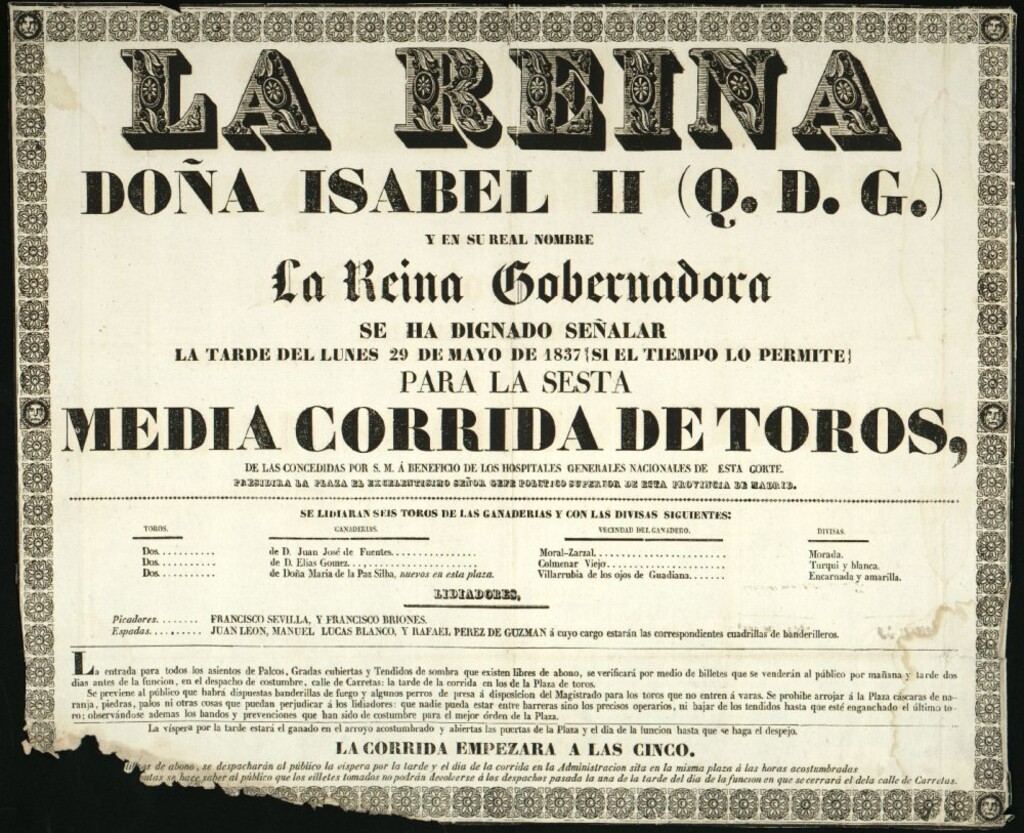 LA REINA
DOÑA ISABEL II (Q. D. G.)
Y EN SU REAL NOMBRE
La Reina Gobernadora
SE HA DIGNADO SEÑALAR
LA TARDE DEL LUNES 29 DE MAYO DE 1837 {SI EL TIEMPO LO PERMITE}
PARA LA SESTA
MEDIA CORRIDA DE TOROS,
DE LAS CONCEDIDAS POR S. M. Á BENEFICIO DE LOS HOSPITALES GENERALES NACIONALES DE ESTA CORTE.
PRESIDIRA LA PLAZA EL EXCELENTISIMO SEÑOR GEFE POLITICO SUPERIOR DE ESTA PROVINCIA DE MADRID.
SE LIDIARAN SEIS TOROS DE LAS GANADERIAS Y CON LAS DIVISAS SIGUIENTES:
TOROS. GANADERIAS. VECINDAD DEL GANADERO. DIVISAS.
Dos.......... de D. Juan José de Fuentes.................. Moral-Zarzal........................ Morada.
Dos.......... de D. Elias Gomez........................... Colmenar Viejo..................... Turquí y blanca.
Dos.......... de Doña Maria de la Paz Silba, nuevos en esta plaza. Villarrubia de los ojos de Guadiana....... Encarnada y amarilla.
LIDIADORES,
Picadores........ FRANCISCO SEVILLA, Y FRANCISCO BRIONES.
Espadas.......... JUAN LEON, MANUEL LUCAS BLANCO, Y RAFAEL PEREZ DE GUZMAN á cuyo cargo estarán las correspondientes cuadrillas de banderilleros.
La entrada para todos los asientos de Palcos, Gradas cubiertas y Tendidos de sombra que existen libres de abono, se verificará por medio de billetes que se venderán al público por mañana y tarde dos
dias antes de la funcion, en el despacho de costumbre, calle de Carretas; la tarde de la corrida en los de la Plaza de toros.
Se previene al público que habrá dispuestas banderillas de fuego y algunos perros de presa á disposicion del Magistrado para los toros que no entren á varas. Se prohibe arrojar á la Plaza cáscaras de na-
ranja, piedras, palos ni otras cosas que puedan perjudicar á los lidiadores: que nadie pueda estar entre barreras sino los precisos operarios, ni bajar de los tendidos hasta que esté enganchado el último to-
ro; observándose ademas los bandos y prevenciones que han sido de costumbre para el mejor órden de la Plaza.
La víspera por la tarde estará el ganado en el arroyo acostumbrado y abiertas las puertas de la Plaza y el dia de la funcion hasta que se haga el despejo.
LA CORRIDA EMPEZARA A LAS CINCO.
de abono, se despacharán al público la víspera por la tarde y el dia de la corrida en la Administracion sita en la misma plaza á las horas acostumbradas
se hace saber al público que los villetes tomados no podrán devolverse á los despachos pasada la una de la tarde del dia de la funcion en que se cerrará el de la calle de Carretas.